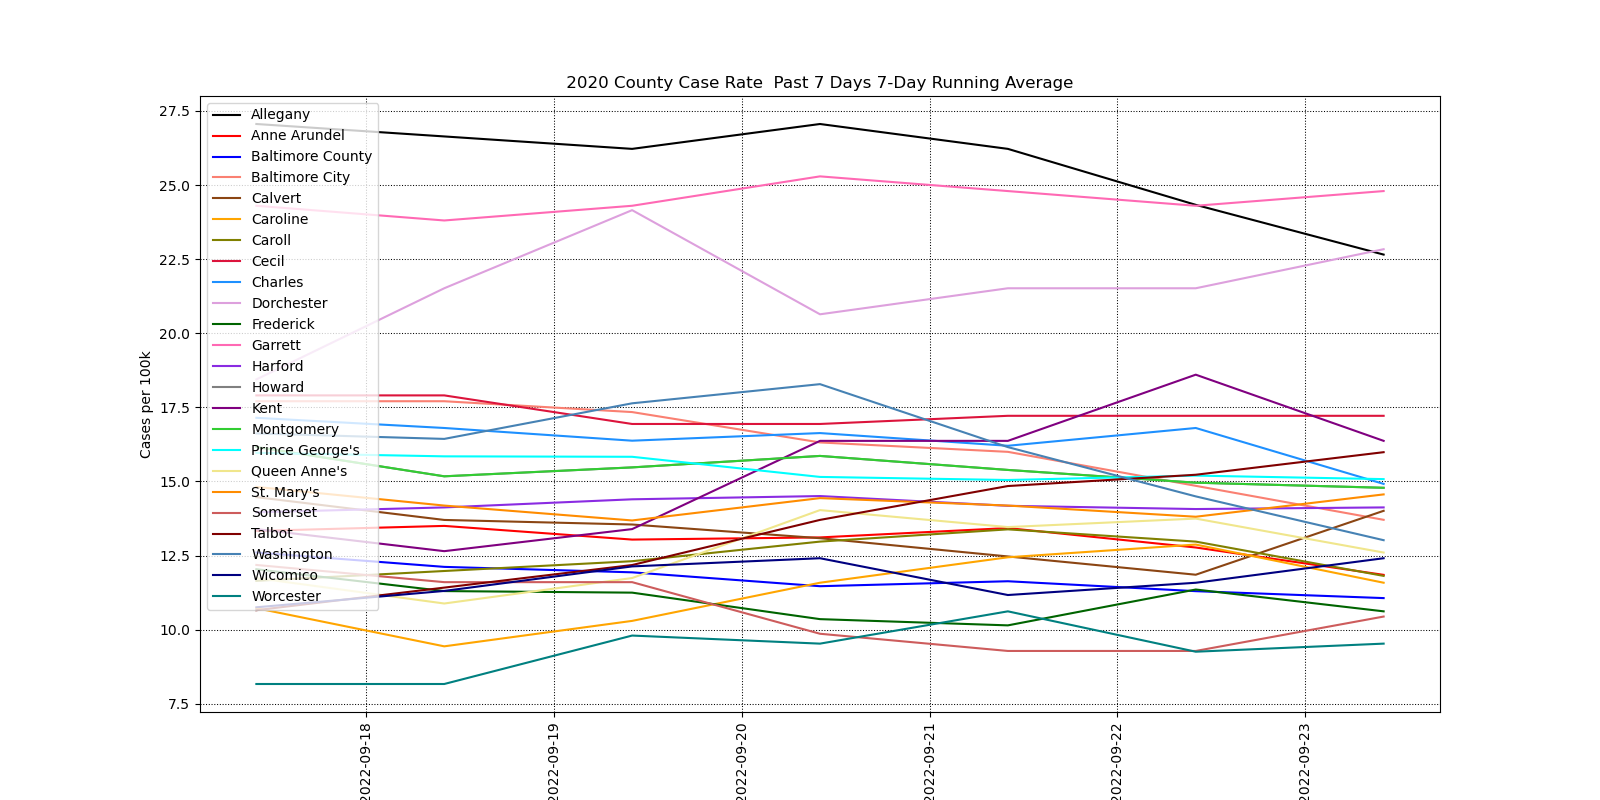 2020 County Case Rate  Past 7 Days 7-Day Running Average
27.5
25.0
22.5
20.0
17.5
15.0
12.5
10.0
7.5
Cases per 100k
Allegany
Anne Arundel
Baltimore County
Baltimore City
Calvert
Caroline
Caroll
Cecil
Charles
Dorchester
Frederick
Garrett
Harford
Howard
Kent
Montgomery
Prince George's
Queen Anne's
St. Mary's
Somerset
Talbot
Washington
Wicomico
Worcester
2022-09-18
2022-09-19
2022-09-20
2022-09-21
2022-09-22
2022-09-23